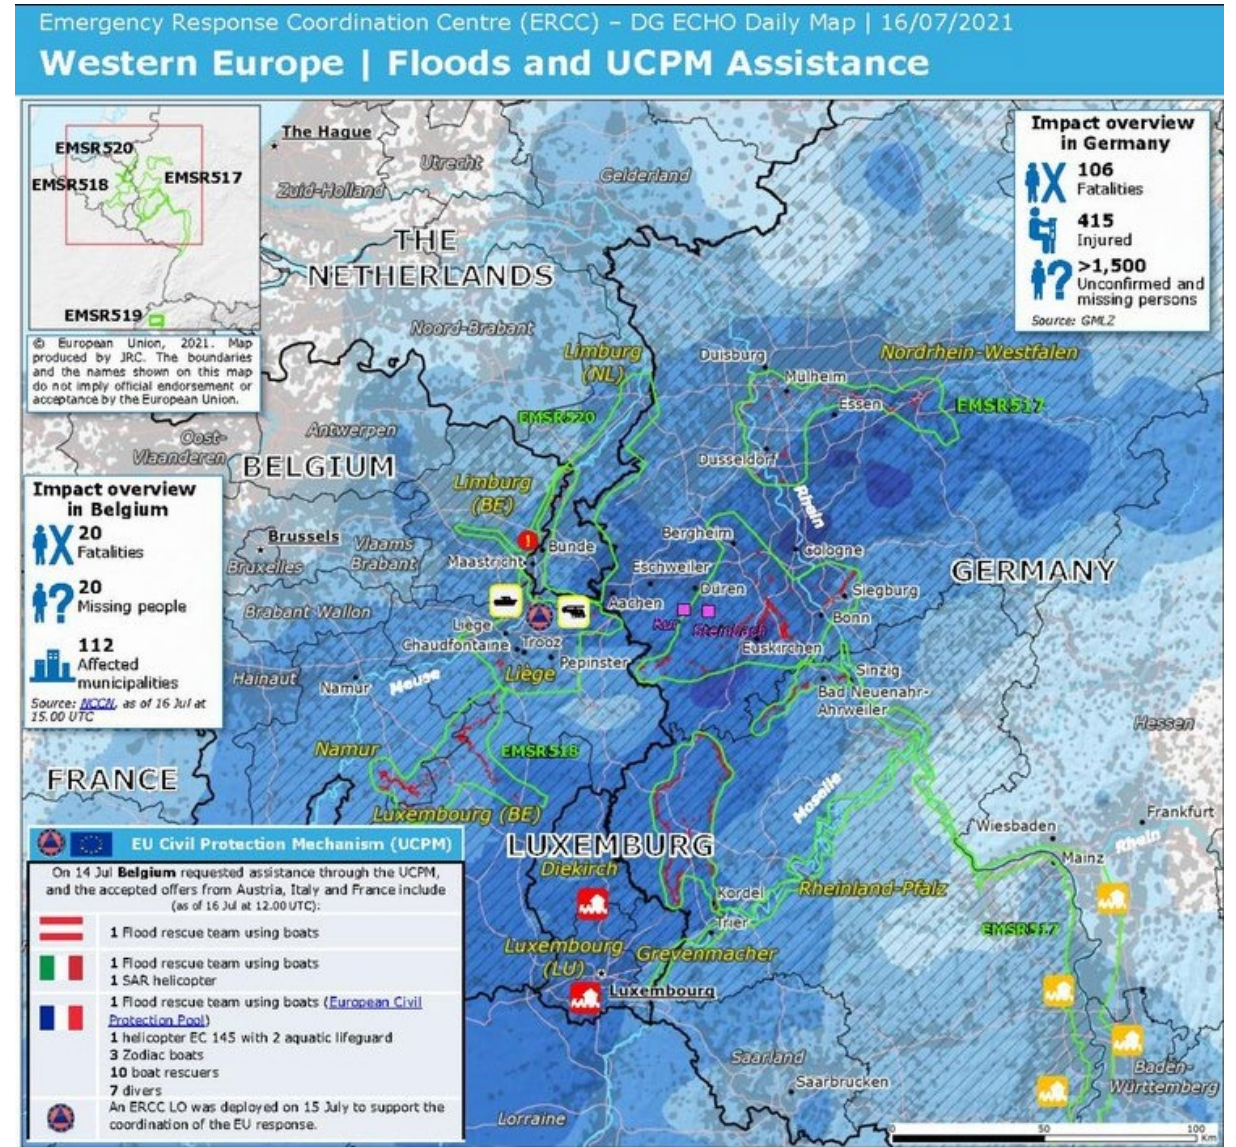 Emergency Response Coordination Centre (ERCC) – DG ECHO Daily Map | 16/07/2021
Western Europe | Floods and UCPM Assistance
EMSR520
EMSR518
EMSR517
EMSR519
© European Union, 2021. Map
produced by JRC. The boundaries
and the names shown on this map
do not imply official endorsement or
acceptance by the European Union.
The Hague
Utrecht
Gelderland
Zuid-Holland
THE
NETHERLANDS
Noord-Brabant
Impact overview
in Germany
106
Fatalities
415
Injured
>1,500
Unconfirmed and
missing persons
Source: GMLZ
Limburg
(NL)
Duisburg
Nordrhein-Westfalen
Mülheim
Essen
EMSR517
EMSR520
Oost-
Vlaanderen
Antwerpen
BELGIUM
Dusseldorf
Limburg
(BE)
Rhein
Impact overview
in Belgium
20
Fatalities
20
Missing people
112
Affected
municipalities
Source: NCCN, as of 16 Jul at
15.00 UTC
Brussels
Bruxelles
Vlaams
Brabant
Brabant Wallon
Maastricht
Bunde
Bergheim
Cologne
Eschweiler
Düren
GERMANY
Siegburg
Aachen
Rur
Steinbach
Bonn
Liège
Chaudfontaine
Trooz
Euskirchen
Pepinster
Liège
Sinzig
Hainaut
Namur
Meuse
Bad Neuenahr-
Ahrweiler
Hessen
Namur
EMSR518
FRANCE
Luxembourg (BE)
Moselle
Wiesbaden
Frankfurt
Rhein
Mainz
LUXEMBURG
Diekirch
Kordel
Rheinland-Pfalz
Trier
EMSR517
Luxembourg
(LU)
Grevenmacher
Luxembourg
Saarland
Saarbrucken
Baden-
Württemberg
Lorraine
EU Civil Protection Mechanism (UCPM)
On 14 Jul Belgium requested assistance through the UCPM,
and the accepted offers from Austria, Italy and France include
(as of 16 Jul at 12.00 UTC):
1 Flood rescue team using boats
1 Flood rescue team using boats
1 SAR helicopter
1 Flood rescue team using boats (European Civil
Protection Pool)
1 helicopter EC 145 with 2 aquatic lifeguard
3 Zodiac boats
10 boat rescuers
7 divers
An ERCC LO was deployed on 15 July to support the
coordination of the EU response.
50
100
Km